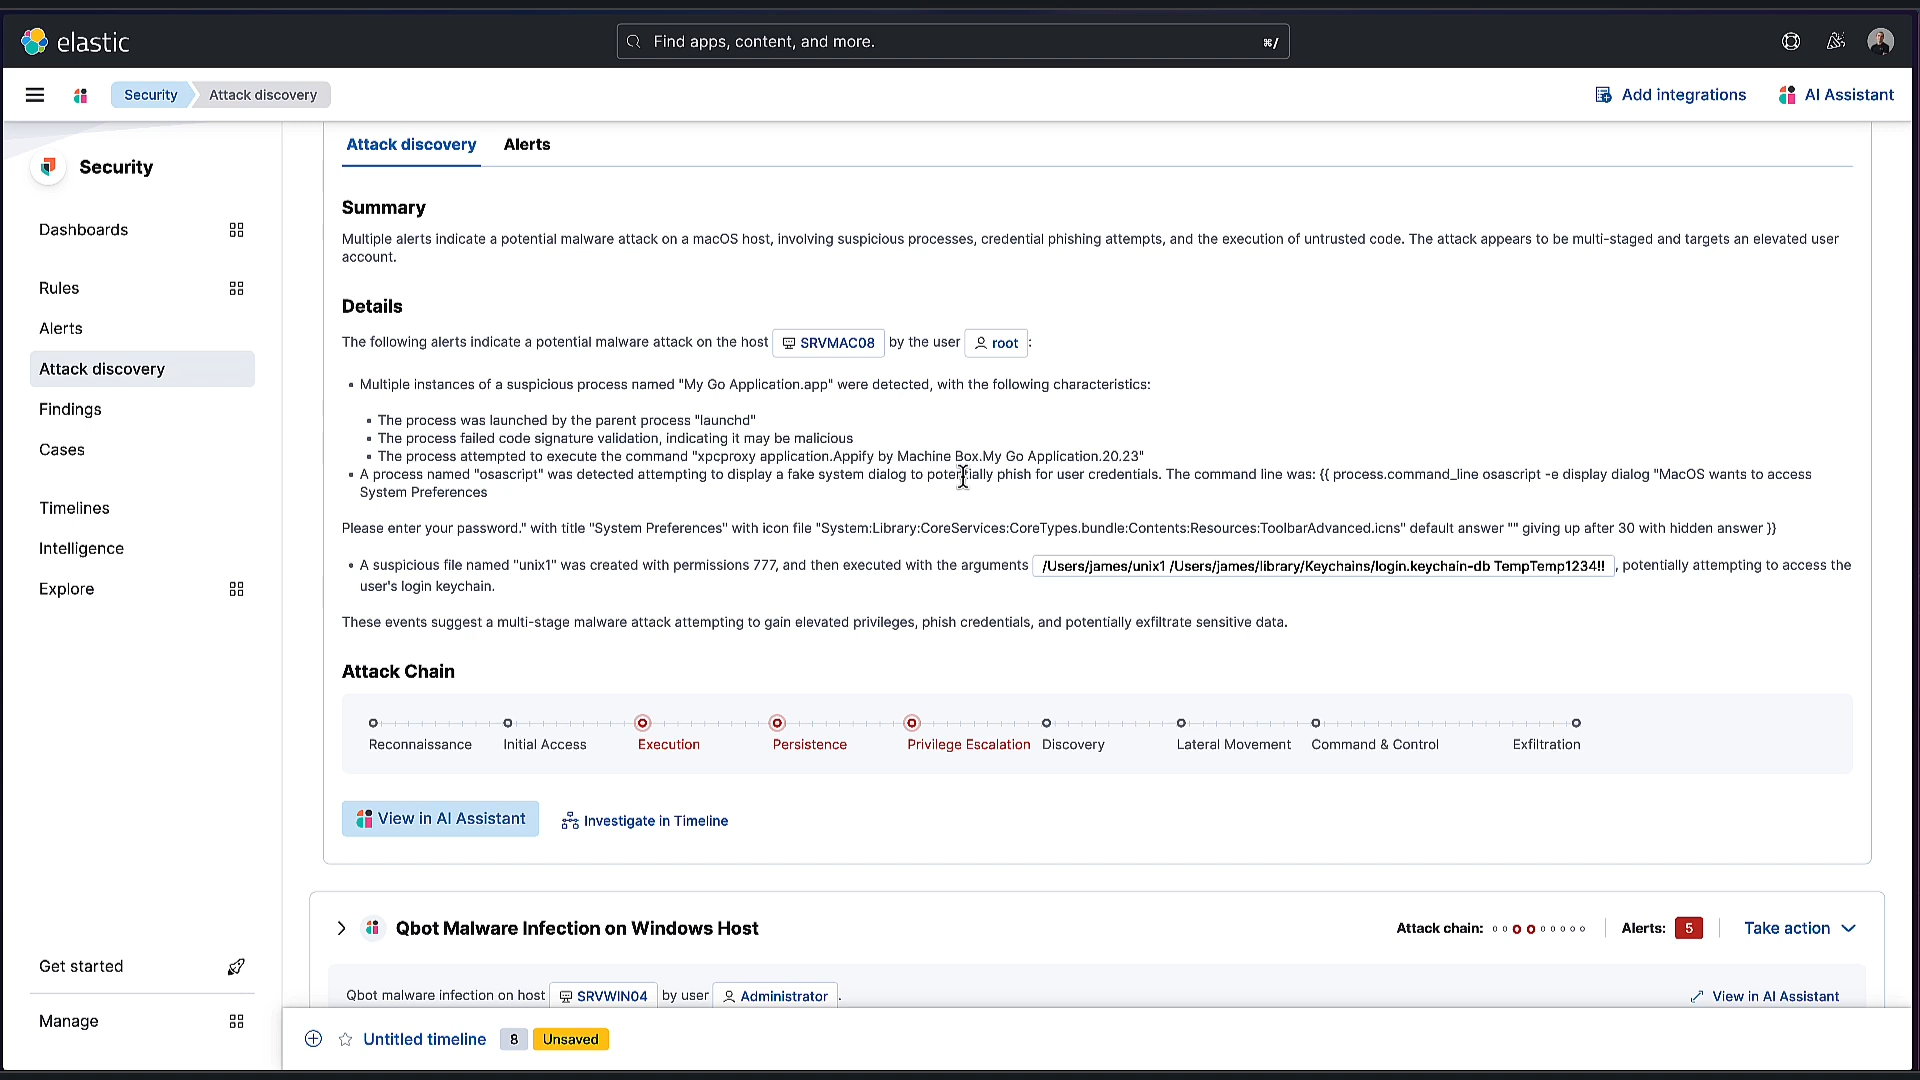 elastic
Find apps, content, and more.
⌘/
Security
Attack discovery
Add integrations
AI Assistant
Security
Dashboards
Rules
Alerts
Attack discovery
Findings
Cases
Timelines
Intelligence
Explore
Get started
Manage
Attack discovery
Alerts
Summary
Multiple alerts indicate a potential malware attack on a macOS host, involving suspicious processes, credential phishing attempts, and the execution of untrusted code. The attack appears to be multi-staged and targets an elevated user
account.
Details
The following alerts indicate a potential malware attack on the host SRVMAC08 by the user root :
• Multiple instances of a suspicious process named "My Go Application.app" were detected, with the following characteristics:
▪ The process was launched by the parent process "launchd"
▪ The process failed code signature validation, indicating it may be malicious
▪ The process attempted to execute the command "xpcproxy application.Appify by Machine Box.My Go Application.20.23"
• A process named "osascript" was detected attempting to display a fake system dialog to potentially phish for user credentials. The command line was: {{ process.command_line osascript -e display dialog "MacOS wants to access
System Preferences
Please enter your password." with title "System Preferences" with icon file "System:Library:CoreServices:CoreTypes.bundle:Contents:Resources:ToolbarAdvanced.icns" default answer "" giving up after 30 with hidden answer }}
• A suspicious file named "unix1" was created with permissions 777, and then executed with the arguments /Users/james/unix1 /Users/james/library/Keychains/login.keychain-db TempTemp1234!! , potentially attempting to access the
user's login keychain.
These events suggest a multi-stage malware attack attempting to gain elevated privileges, phish credentials, and potentially exfiltrate sensitive data.
Attack Chain
Reconnaissance
Initial Access
Execution
Persistence
Privilege Escalation
Discovery
Lateral Movement
Command & Control
Exfiltration
View in AI Assistant
Investigate in Timeline
Qbot Malware Infection on Windows Host
Attack chain:
Alerts: 5
Take action
Qbot malware infection on host SRVWIN04 by user Administrator .
View in AI Assistant
Untitled timeline
8
Unsaved